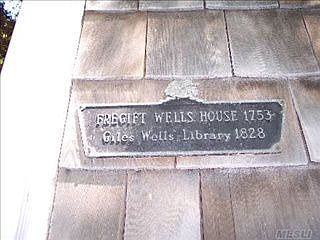 FREGIFT WELLS HOUSE 1753
Giles Wells Library 1828
MLSLI